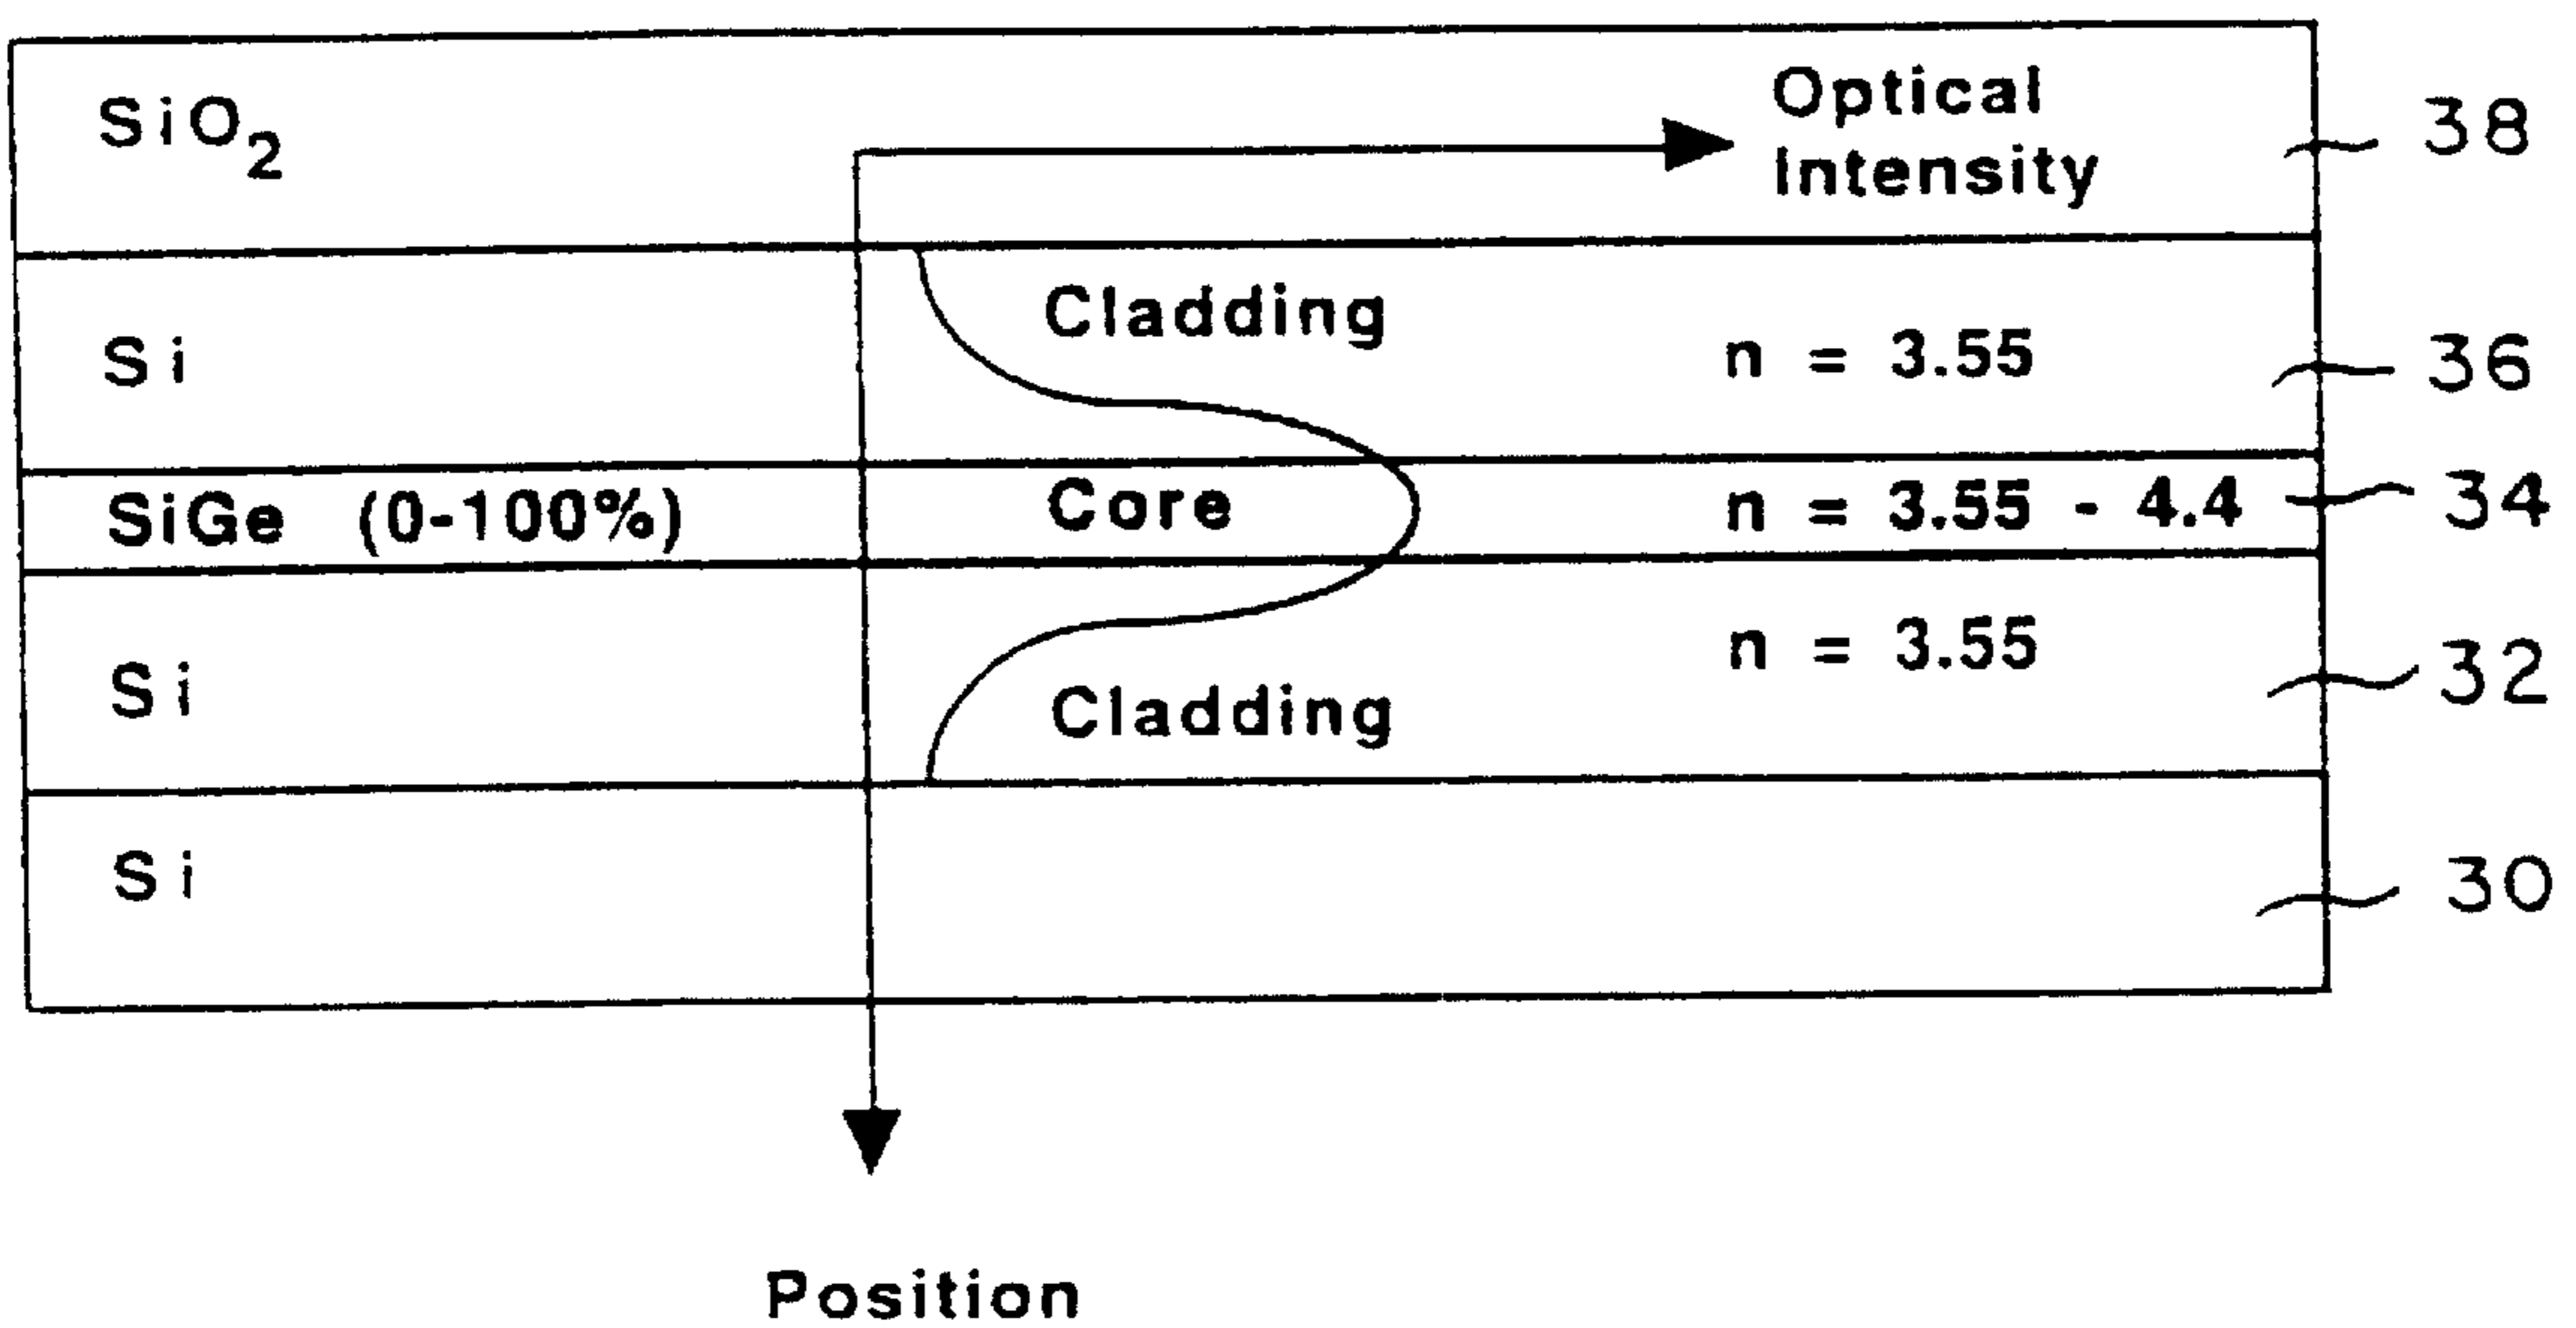 SiO2
Optical
Intensity
38
Cladding
Si
n = 3.55
36
SiGe (0-100%)
Core
n = 3.55 - 4.4
34
Si
n = 3.55
32
Cladding
Si
30
Position